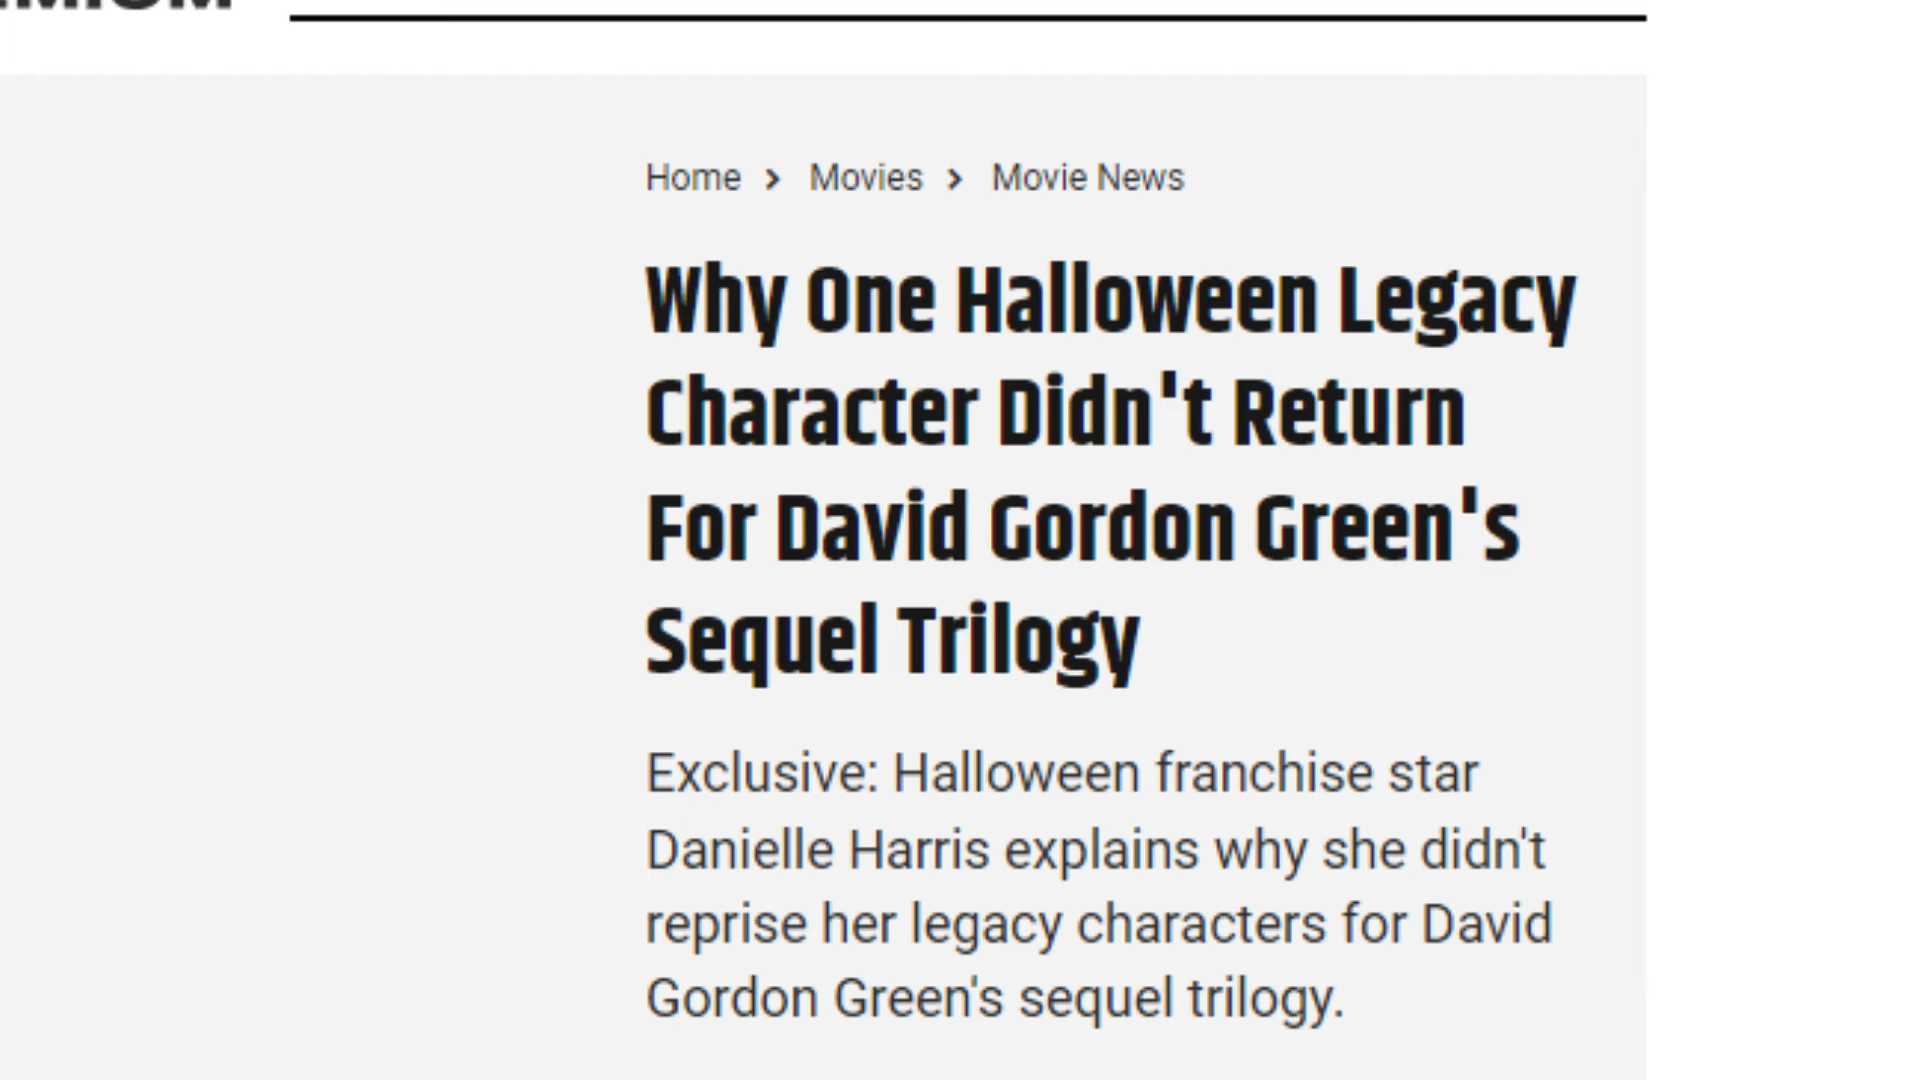 Home > Movies > Movie News
Why One Halloween Legacy
Character Didn't Return
For David Gordon Green's
Sequel Trilogy
Exclusive: Halloween franchise star
Danielle Harris explains why she didn't
reprise her legacy characters for David
Gordon Green's sequel trilogy.